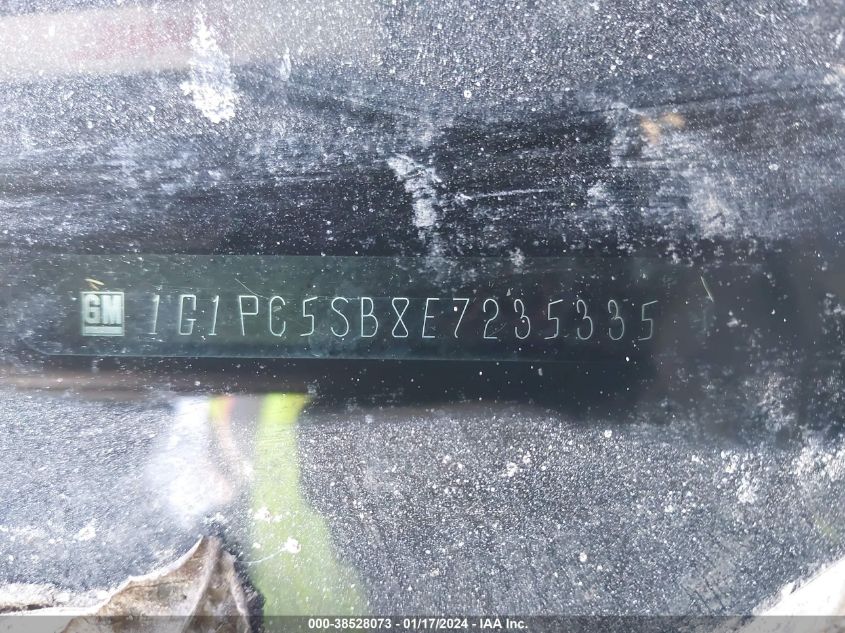 GM 1G1PC5SB8E7235335
000-38528073 - 01/17/2024 - IAA Inc.